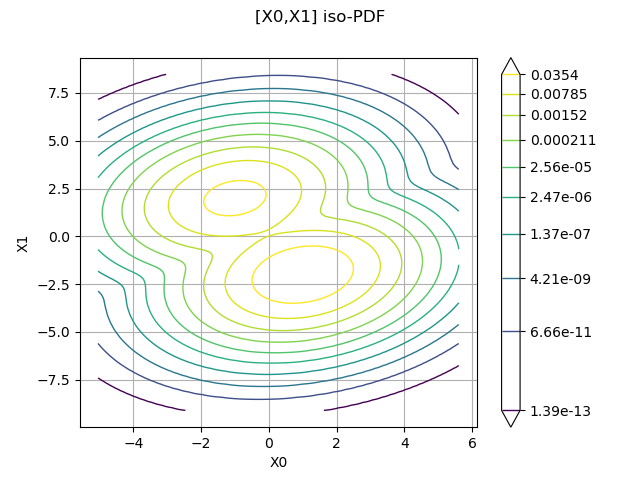 [X0,X1] iso-PDF
X1
7.5
5.0
2.5
0.0
−2.5
−5.0
−7.5
−4
−2
0
2
4
6
X0
0.0354
0.00785
0.00152
0.000211
2.56e-05
2.47e-06
1.37e-07
4.21e-09
6.66e-11
1.39e-13